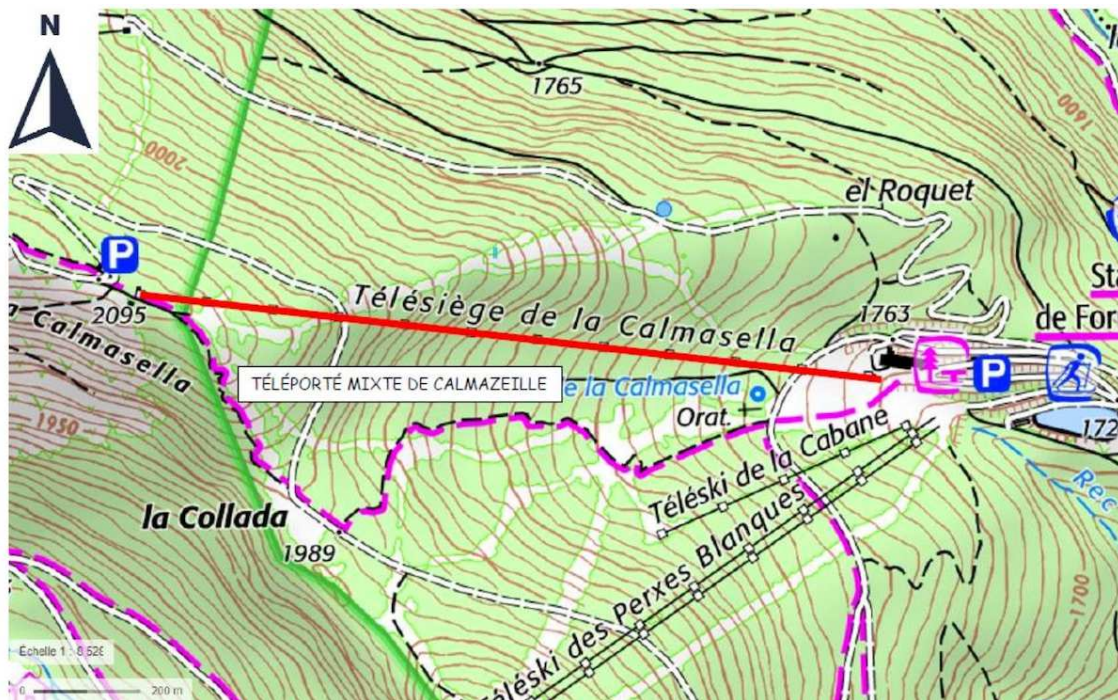 N
1765
1600
2000
el Roquet
P
Télésiège de la Calmasella
1763
2095
a Calmasella
de For
P
TÉLÉPORTÉ MIXTE DE CALMAZEILLE
e la Calmasella
Orat.
1950
172
Téléski de la Cabane
Rec
la Collada
Téléski des Perxes Blanques
1989
1700
Échelle 1 : 8 528
0 200 m